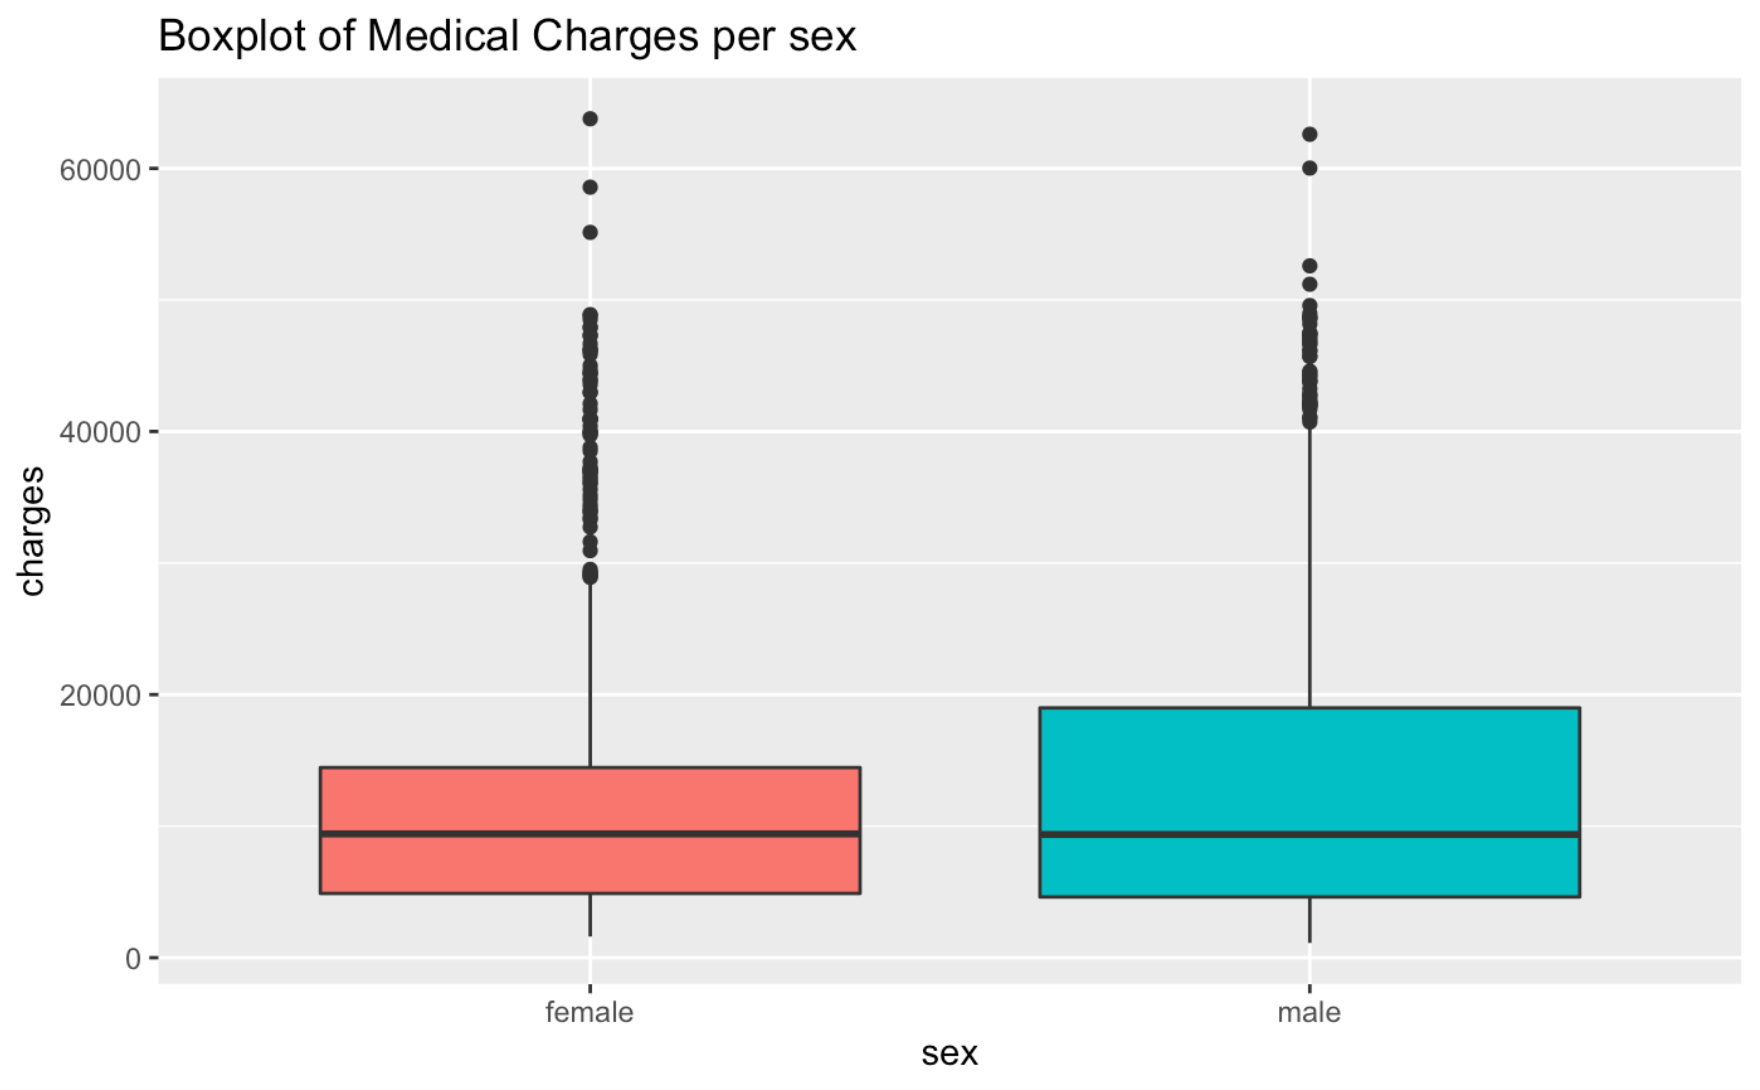 Boxplot of Medical Charges per sex
60000
40000
20000
0
charges
female
male
sex